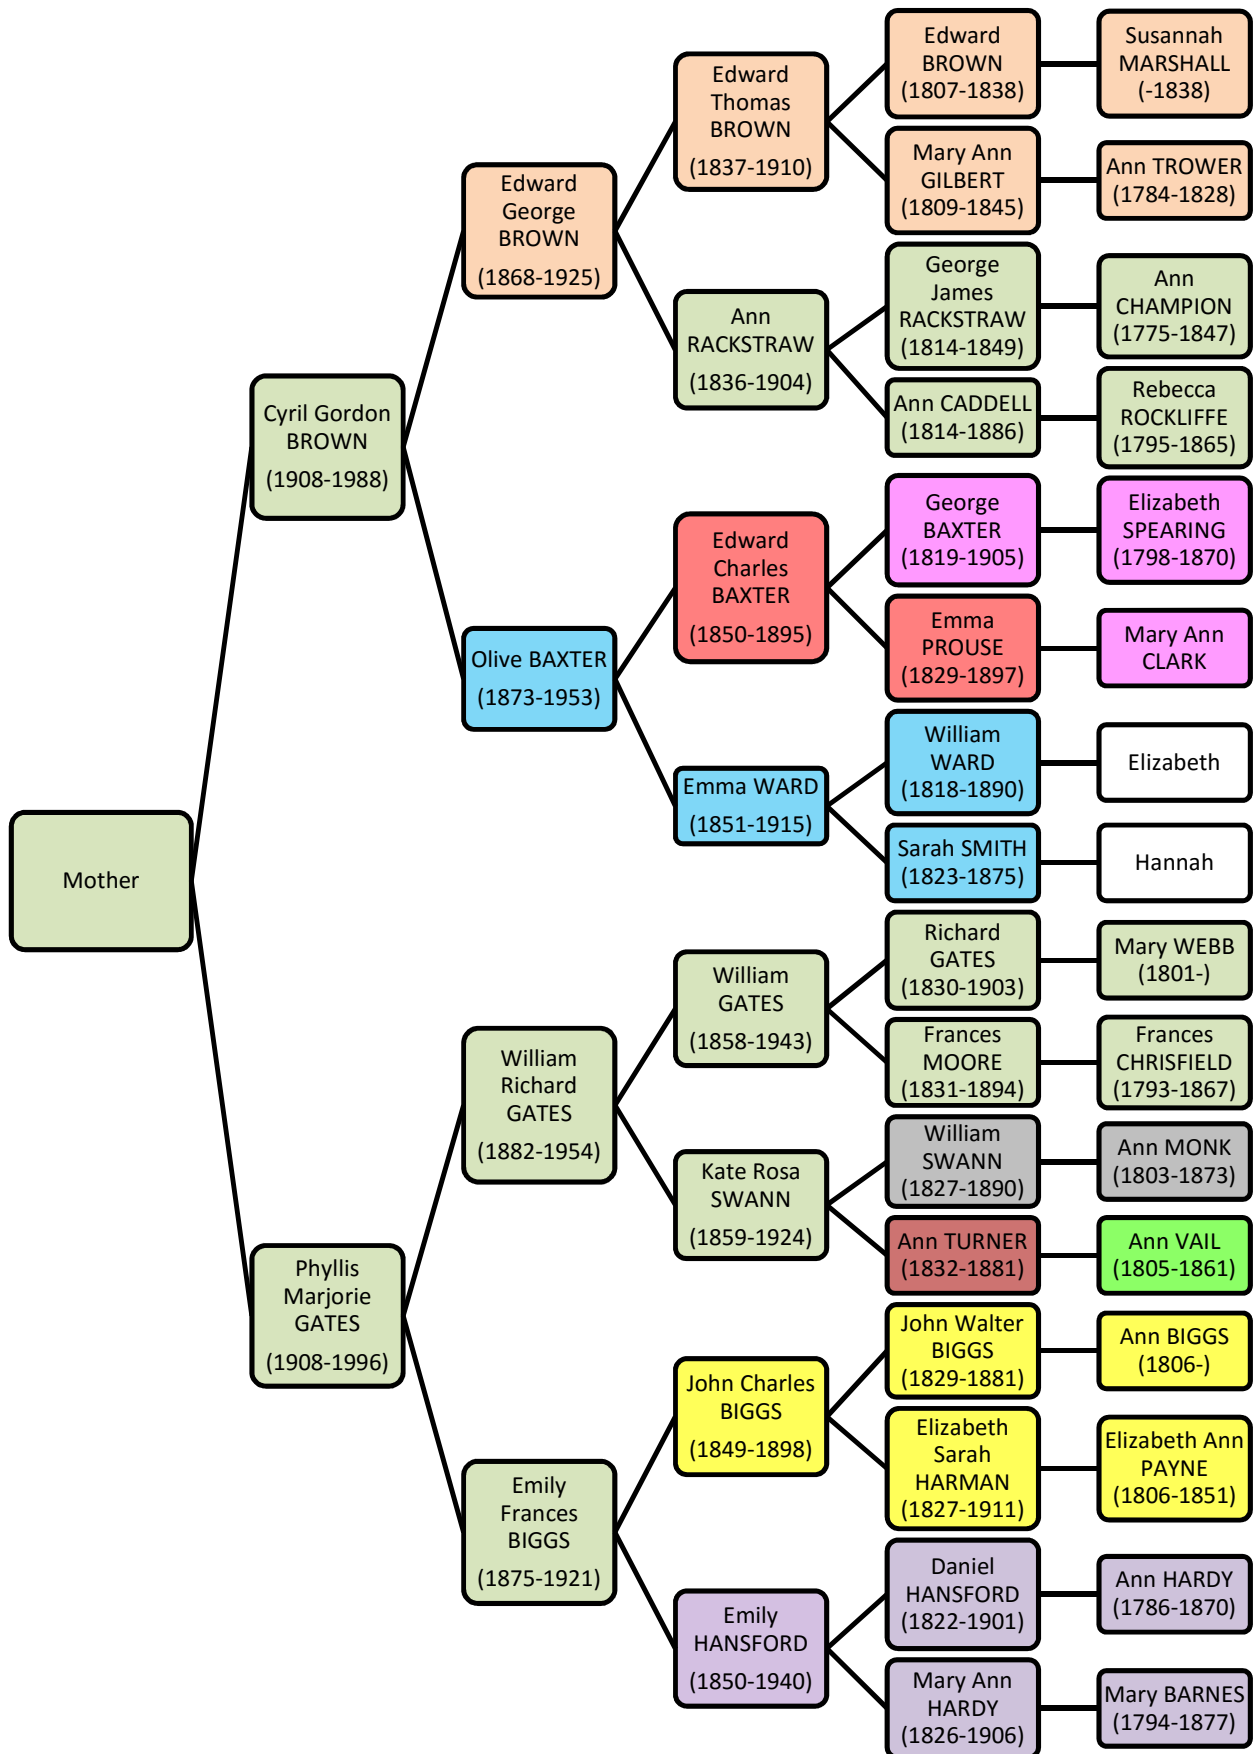 Mother
Cyril Gordon
BROWN
(1908-1988)
Phyllis
Marjorie
GATES
(1908-1996)
Edward
George
BROWN
(1868-1925)
Olive BAXTER
(1873-1953)
William
Richard
GATES
(1882-1954)
Emily
Frances
BIGGS
(1875-1921)
Edward
Thomas
BROWN
(1837-1910)
Ann
RACKSTRAW
(1836-1904)
Edward
Charles
BAXTER
(1850-1895)
Emma WARD
(1851-1915)
William
GATES
(1858-1943)
Kate Rosa
SWANN
(1859-1924)
John Charles
BIGGS
(1849-1898)
Emily
HANSFORD
(1850-1940)
Edward
BROWN
(1807-1838)
Mary Ann
GILBERT
(1809-1845)
George
James
RACKSTRAW
(1814-1849)
Ann CADDELL
(1814-1886)
George
BAXTER
(1819-1905)
Emma
PROUSE
(1829-1897)
William
WARD
(1818-1890)
Sarah SMITH
(1823-1875)
Richard
GATES
(1830-1903)
Frances
MOORE
(1831-1894)
William
SWANN
(1827-1890)
Ann TURNER
(1832-1881)
John Walter
BIGGS
(1829-1881)
Elizabeth
Sarah
HARMAN
(1827-1911)
Daniel
HANSFORD
(1822-1901)
Mary Ann
HARDY
(1826-1906)
Susannah
MARSHALL
(-1838)
Ann TROWER
(1784-1828)
Ann
CHAMPION
(1775-1847)
Rebecca
ROCKLIFFE
(1795-1865)
Elizabeth
SPEARING
(1798-1870)
Mary Ann
CLARK
Elizabeth
Hannah
Mary WEBB
(1801-)
Frances
CHRISFIELD
(1793-1867)
Ann MONK
(1803-1873)
Ann VAIL
(1805-1861)
Ann BIGGS
(1806-)
Elizabeth Ann
PAYNE
(1806-1851)
Ann HARDY
(1786-1870)
Mary BARNES
(1794-1877)